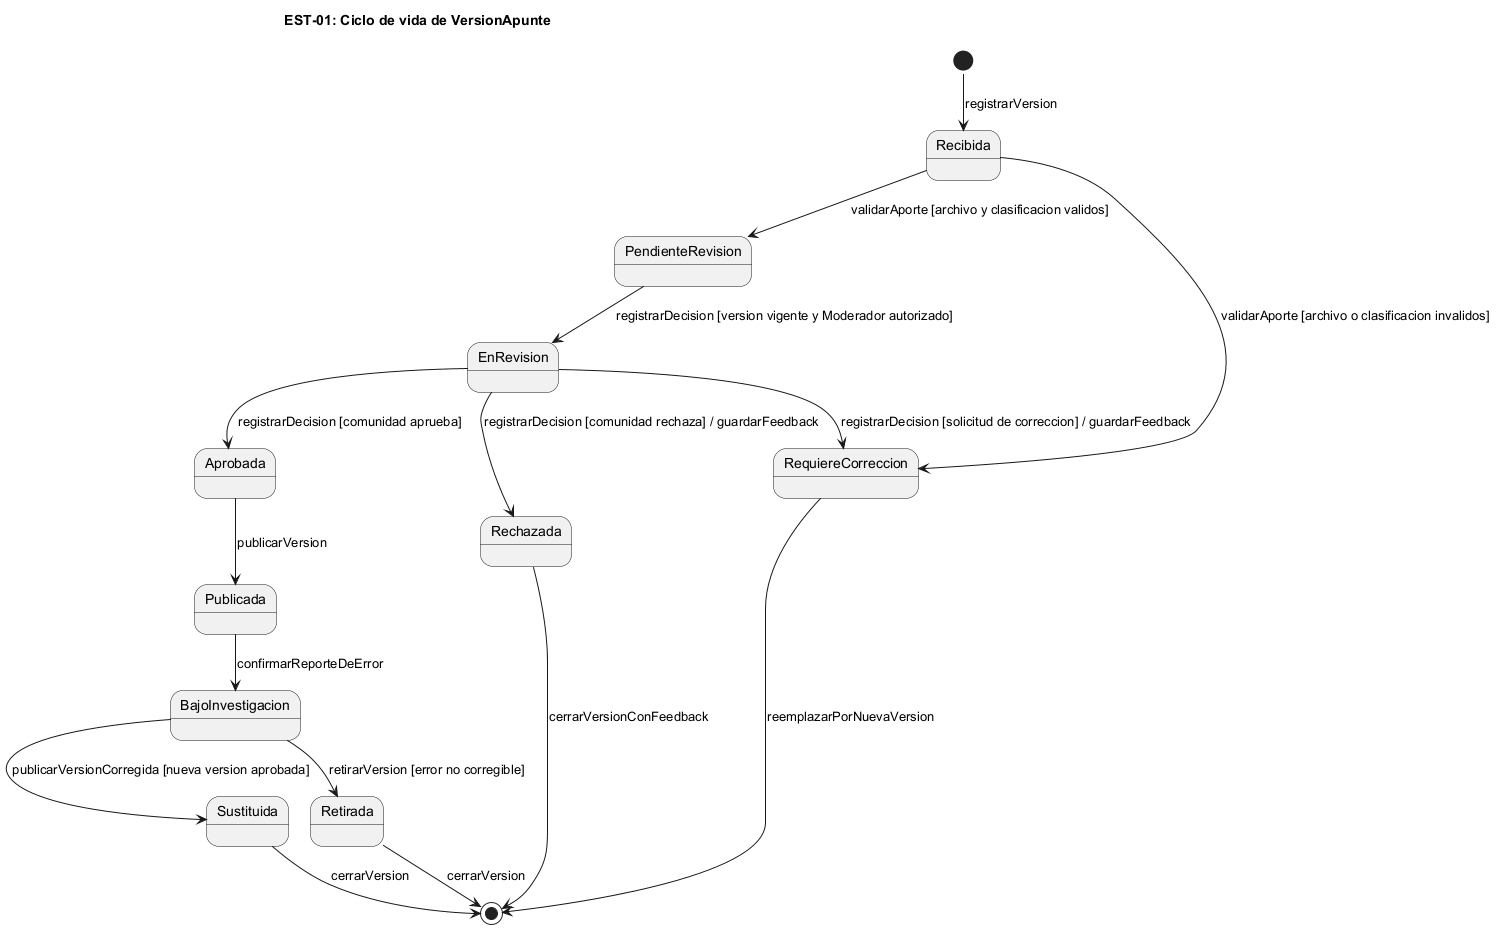 EST-01: Ciclo de vida de VersionApunte
registrarVersion
Recibida
validarAporte [archivo y clasificacion validos]
PendienteRevision
registrarDecision [version vigente y Moderador autorizado]
validarAporte [archivo o clasificacion invalidos]
EnRevision
registrarDecision [comunidad aprueba]
registrarDecision [comunidad rechaza] / guardarFeedback
registrarDecision [solicitud de correccion] / guardarFeedback
Aprobada
RequiereCorreccion
Rechazada
publicarVersion
Publicada
confirmarReporteDeError
BajoInvestigacion
cerrarVersionConFeedback
reemplazarPorNuevaVersion
publicarVersionCorregida [nueva version aprobada]
retirarVersion [error no corregible]
Sustituida
Retirada
cerrarVersion
cerrarVersion